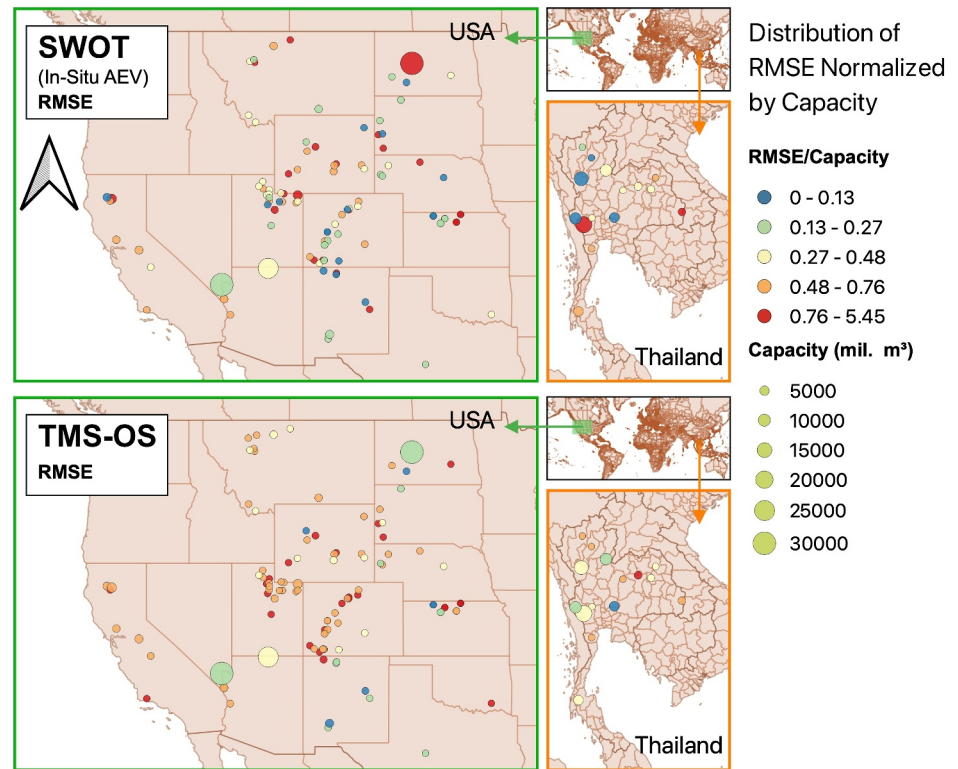 SWOT
(In-Situ AEV)
RMSE
USA
Thailand
TMS-OS
RMSE
USA
Thailand
Distribution of
RMSE Normalized
by Capacity
RMSE/Capacity
0 - 0.13
0.13 - 0.27
0.27 - 0.48
0.48 - 0.76
0.76 - 5.45
Capacity (mil. m³)
5000
10000
15000
20000
25000
30000